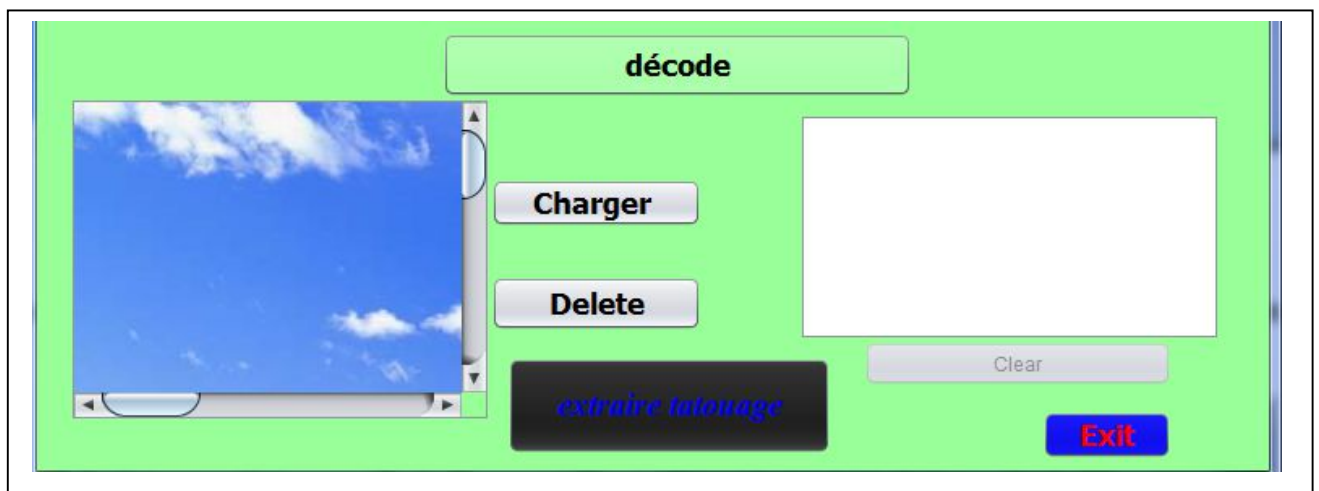 décode
Charger
Delete
extraire tatouage
Clear
Exit